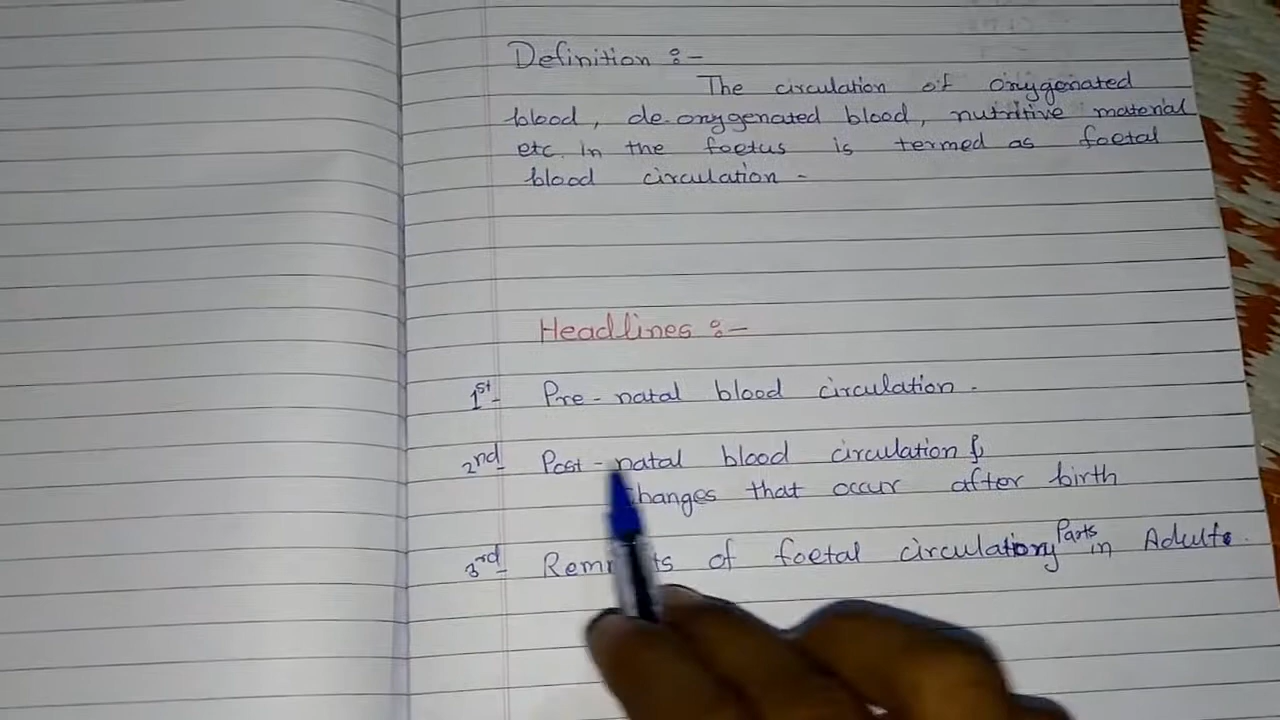 Definition :-
The circulation of oxygenated
blood, de-oxygenated blood, nutritive material
etc. in the foetus is termed as foetal
blood circulation -
Headlines :-
1st Pre-natal blood circulation.
2nd Post-natal blood circulation &
changes that occur after birth
3rd of foetal circulatiory Parts in Adults.